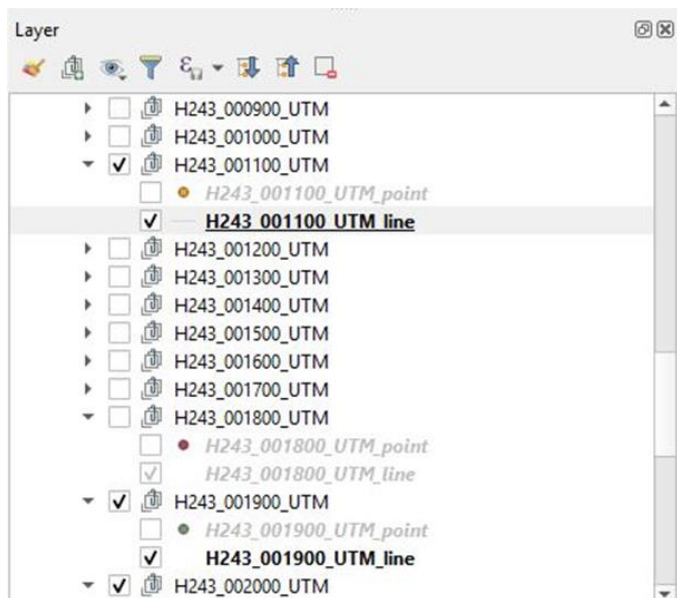 Layer
H243_000900_UTM
H243_001000_UTM
H243_001100_UTM
H243_001100_UTM_point
H243_001100_UTM_line
H243_001200_UTM
H243_001300_UTM
H243_001400_UTM
H243_001500_UTM
H243_001600_UTM
H243_001700_UTM
H243_001800_UTM
H243_001800_UTM_point
H243_001800_UTM_line
H243_001900_UTM
H243_001900_UTM_point
H243_001900_UTM_line
H243_002000_UTM